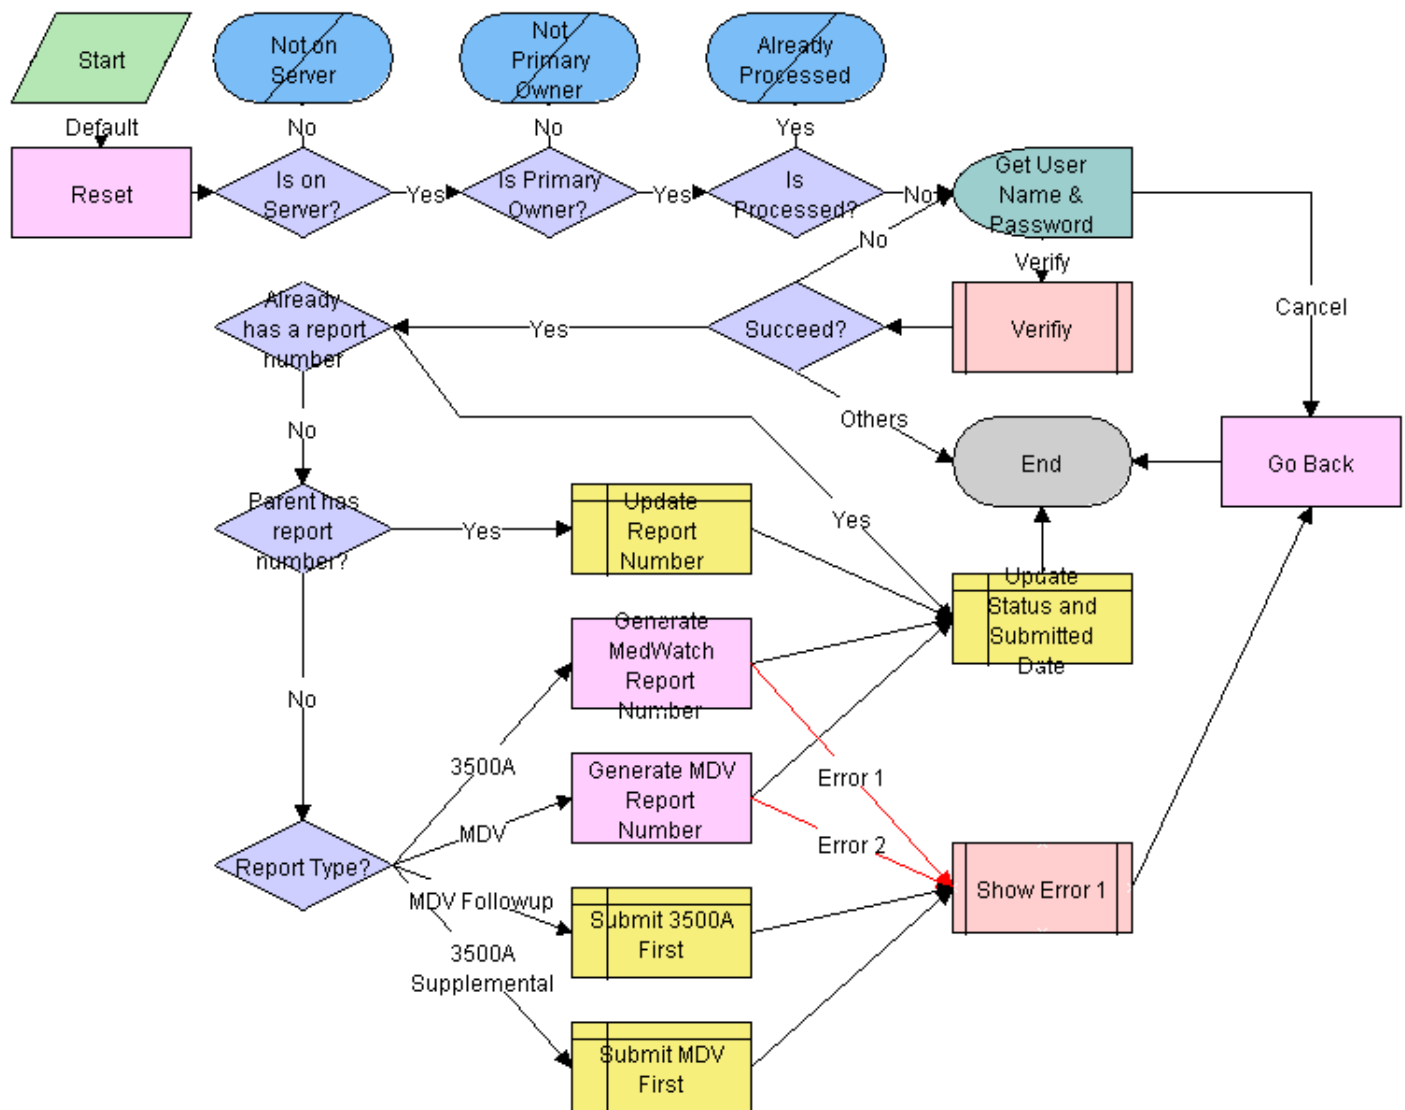 Start
Not on
Server
Not
Primary
Owner
Already
Processed
Default
No
No
Yes
Reset
Is on
Server?
Yes
Is Primary
Owner?
Yes
Is
Processed?
No
Get User
Name &
Password
No
Verify
Cancel
Already
has a report
number
Yes
Succeed?
Verifiy
Others
No
End
Go Back
Parent has
report
number?
Yes
Update
Report
Number
Yes
Update
Status and
Submitted
Date
Generate
MedWatch
Report
Number
No
3500A
Error 1
Generate MDV
Report
Number
MDV
Error 2
Report Type?
MDV Followup
Show Error 1
Submit 3500A
First
3500A
Supplemental
Submit MDV
First